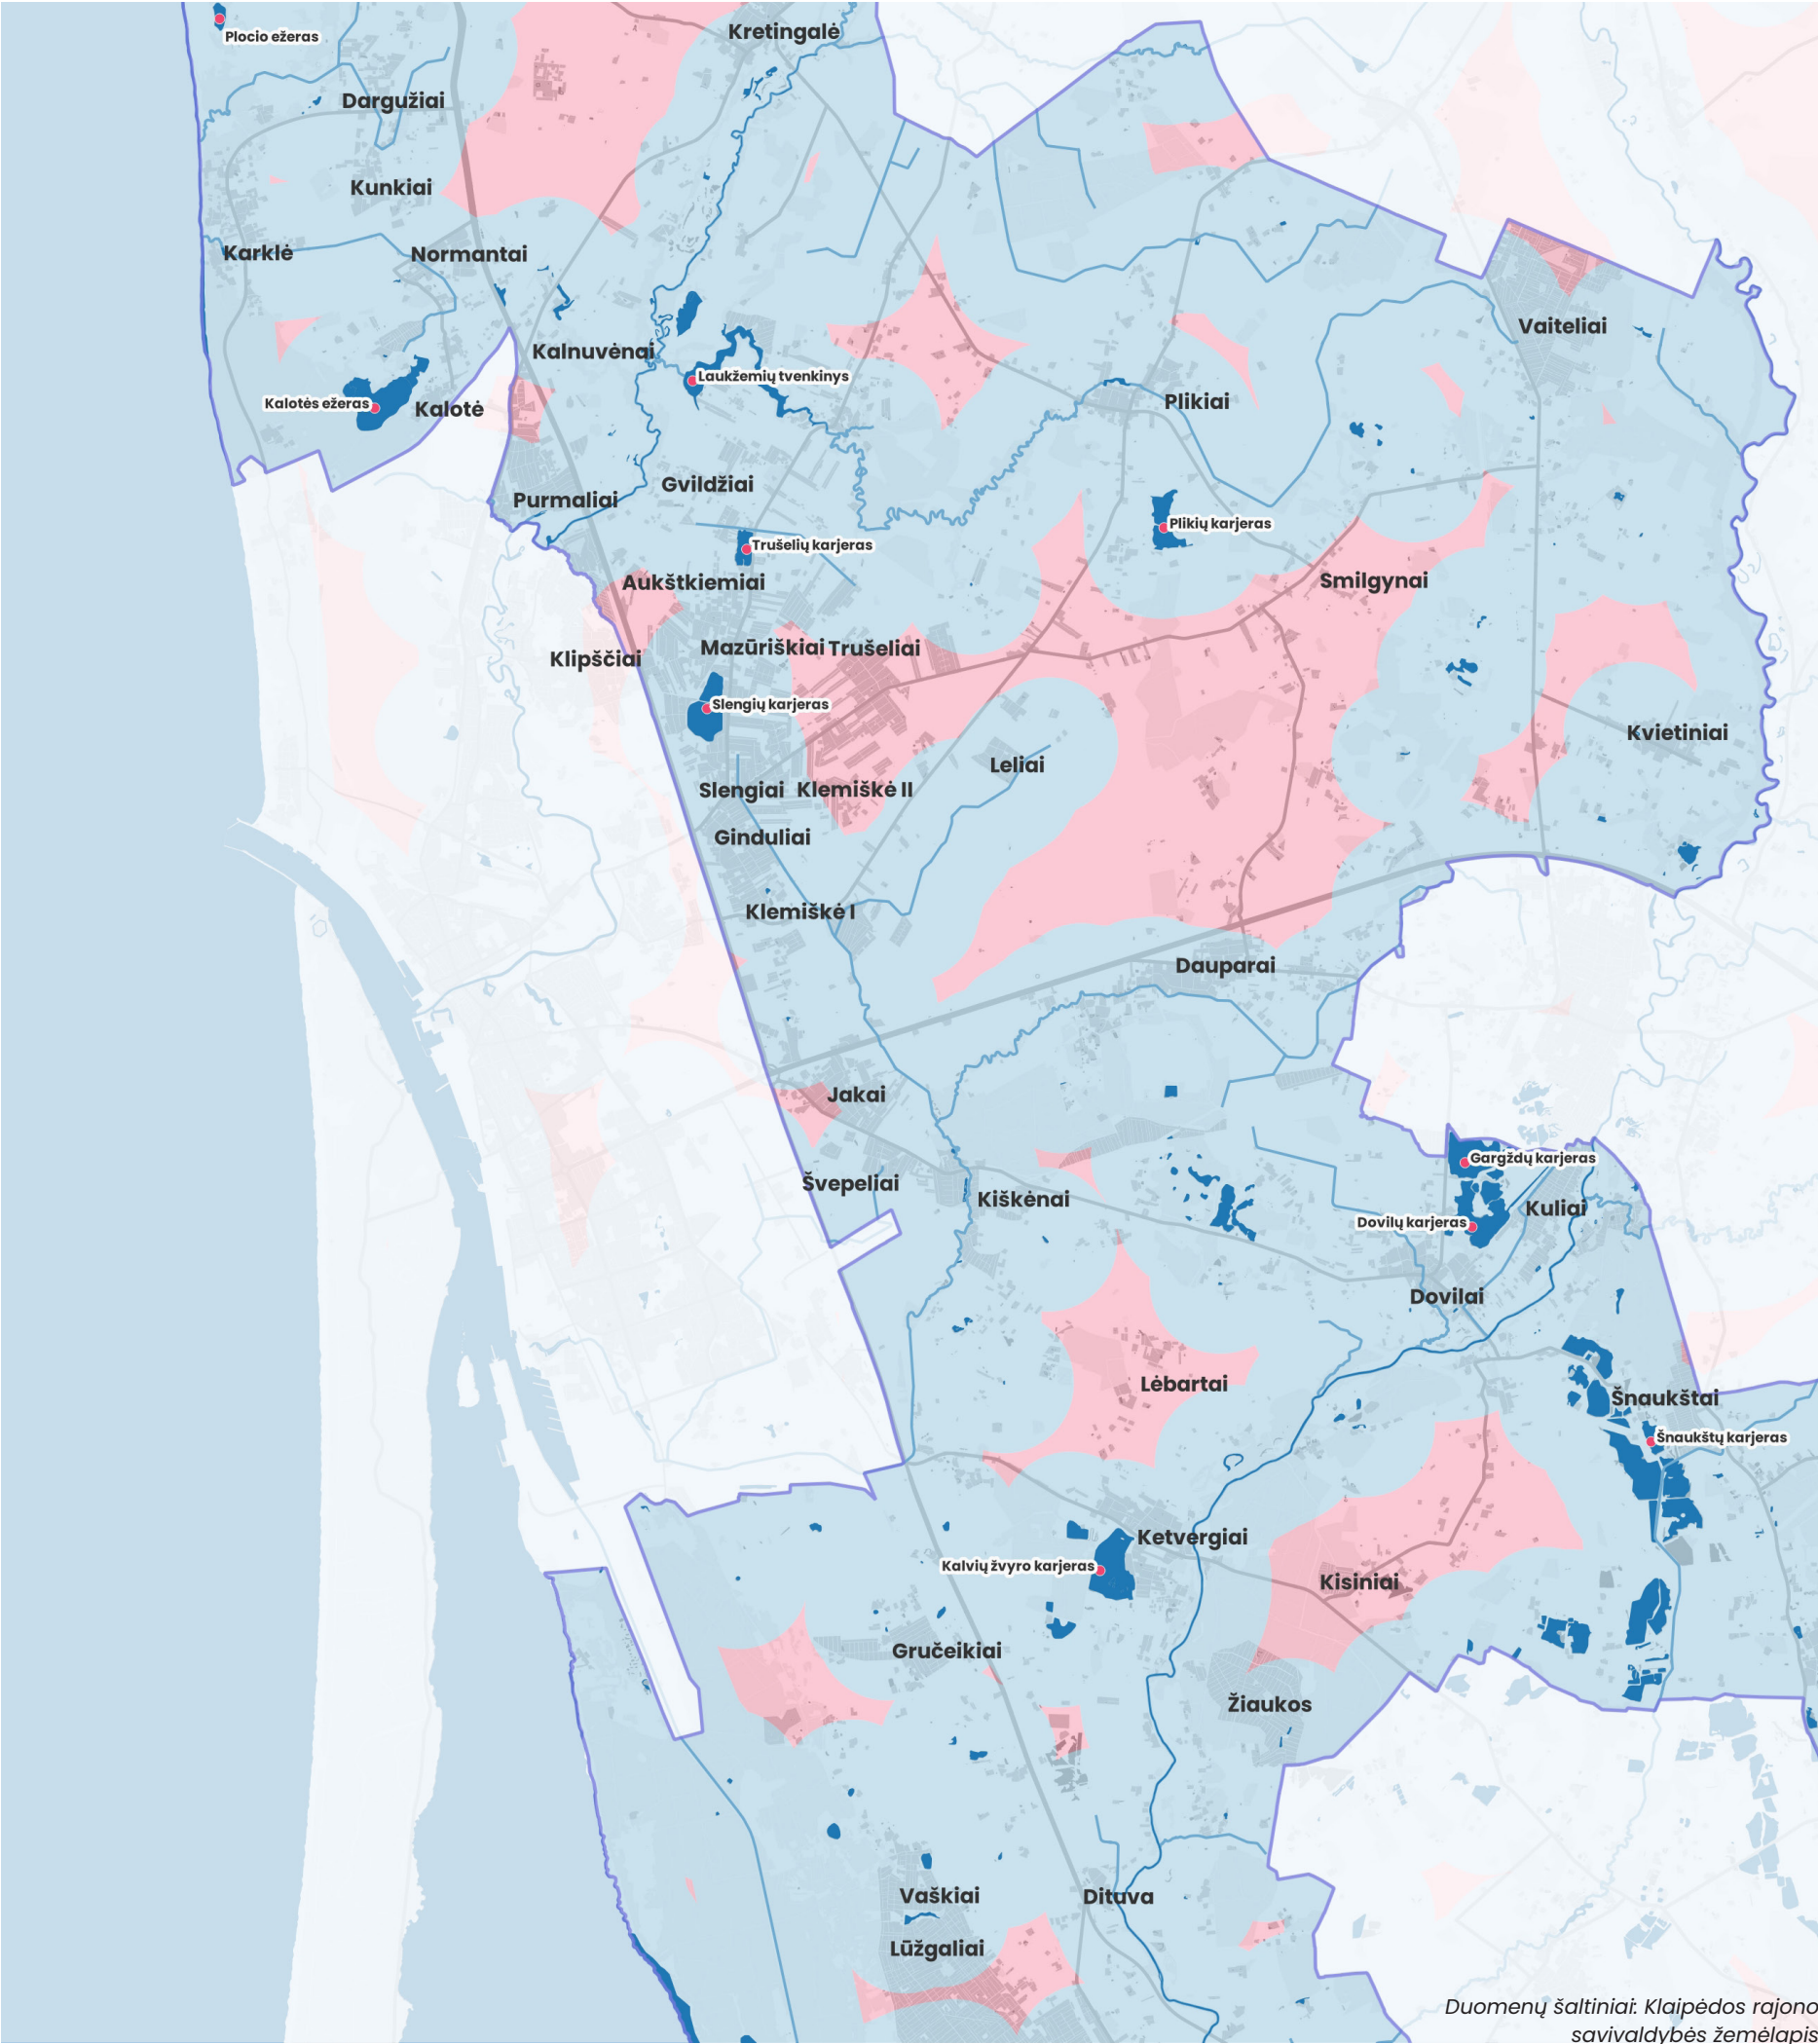 Kretingalė
Plocio ežeras
Dargužiai
Kunkiai
Karklė
Normantai
Vaiteliai
Kalnuvėnai
Laukžemių tvenkinys
Kalotės ežeras
Kalotė
Plikiai
Gvildžiai
Purmaliai
Plikių karjeras
Trušelių karjeras
Aukštkiemiai
Smilgynai
Mazūriškiai
Trušeliai
Klipščiai
Slengių karjeras
Kvietiniai
Leliai
Slengiai
Klemiškė II
Ginduliai
Klemiškė I
Dauparai
Jakai
Gargždų karjeras
Švepeliai
Kiškėnai
Kuliai
Dovilų karjeras
Dovilai
Lėbartai
Šnaukštai
Šnaukštų karjeras
Ketvergiai
Kalvių žvyro karjeras
Kisiniai
Gručeikiai
Žiaukos
Vaškiai
Dituva
Lūžgaliai
Duomenų šaltiniai: Klaipėdos rajono
savivaldybės žemėlapis